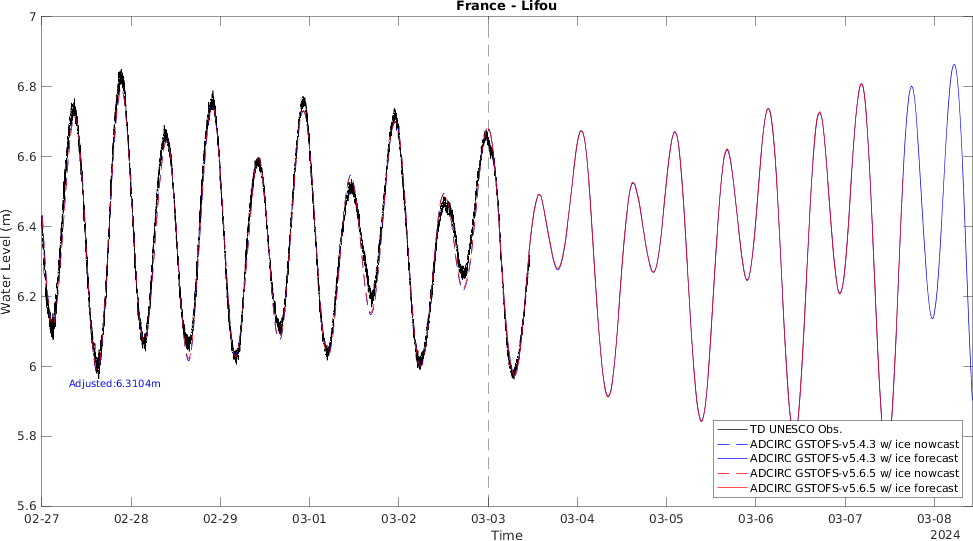 France - Lifou
7
6.8
6.6
6.4
6.2
6
5.8
5.6
Water Level (m)
Adjusted:6.3104m
TD UNESCO Obs.
ADCIRC GSTOFS-v5.4.3 w/ ice nowcast
ADCIRC GSTOFS-v5.4.3 w/ ice forecast
ADCIRC GSTOFS-v5.6.5 w/ ice nowcast
ADCIRC GSTOFS-v5.6.5 w/ ice forecast
02-27 02-28 02-29 03-01 03-02 03-03 03-04 03-05 03-06 03-07 03-08
Time
2024